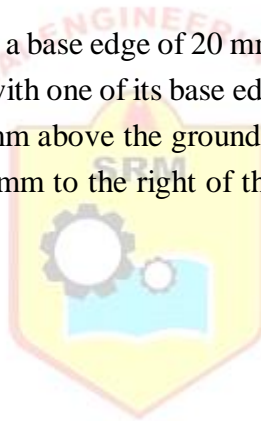 a base edge of 20 mm
with one of its base ed
mm above the ground
mm to the right of th
SRM